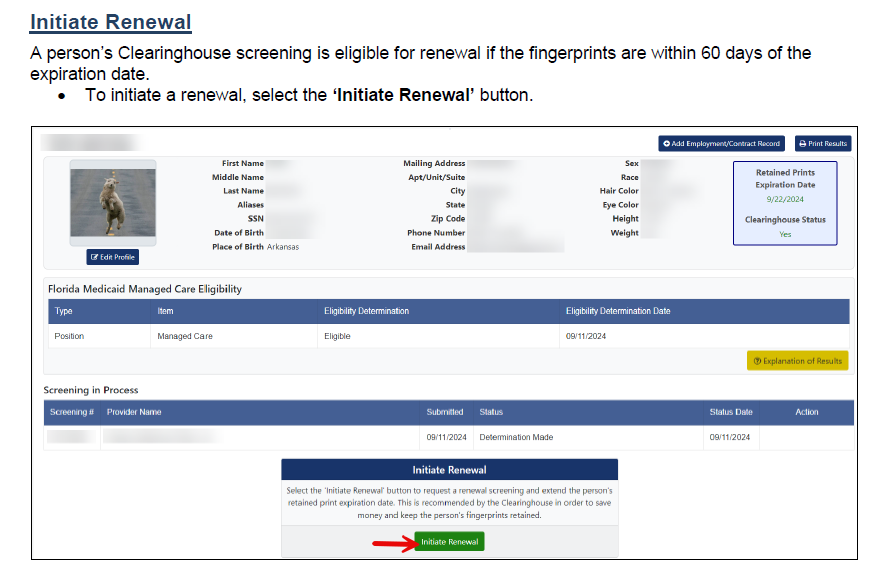 Initiate Renewal
A person's Clearinghouse screening is eligible for renewal if the fingerprints are within 60 days of the
expiration date.
• To initiate a renewal, select the 'Initiate Renewal' button.
Add Employment/Contract Record Print Results
First Name Mailing Address Sex
Middle Name Apt/Unit/Suite Race
Last Name City Hair Color
Aliases State Eye Color
SSN Zip Code Height
Date of Birth Phone Number Weight
Place of Birth Arkansas Email Address
Retained Prints
Expiration Date
9/22/2024
Clearinghouse Status
Yes
Edit Profile
Florida Medicaid Managed Care Eligibility
Type Item Eligibility Determination Eligibility Determination Date
Position Managed Care Eligible 09/11/2024
Explanation of Results
Screening in Process
Screening # Provider Name Submitted Status Status Date Action
09/11/2024 Determination Made 09/11/2024
Initiate Renewal
Select the 'Initiate Renewal' button to request a renewal screening and extend the person's
retained print expiration date. This is recommended by the Clearinghouse in order to save
money and keep the person's fingerprints retained.
Initiate Renewal